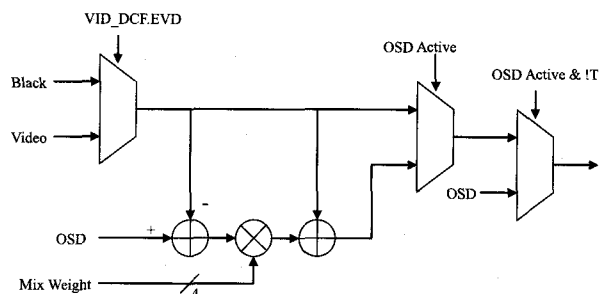 VID_DCF.EVD
OSD Active
OSD Active & !T
Black
Video
OSD
-
+
OSD
Mix Weight
4